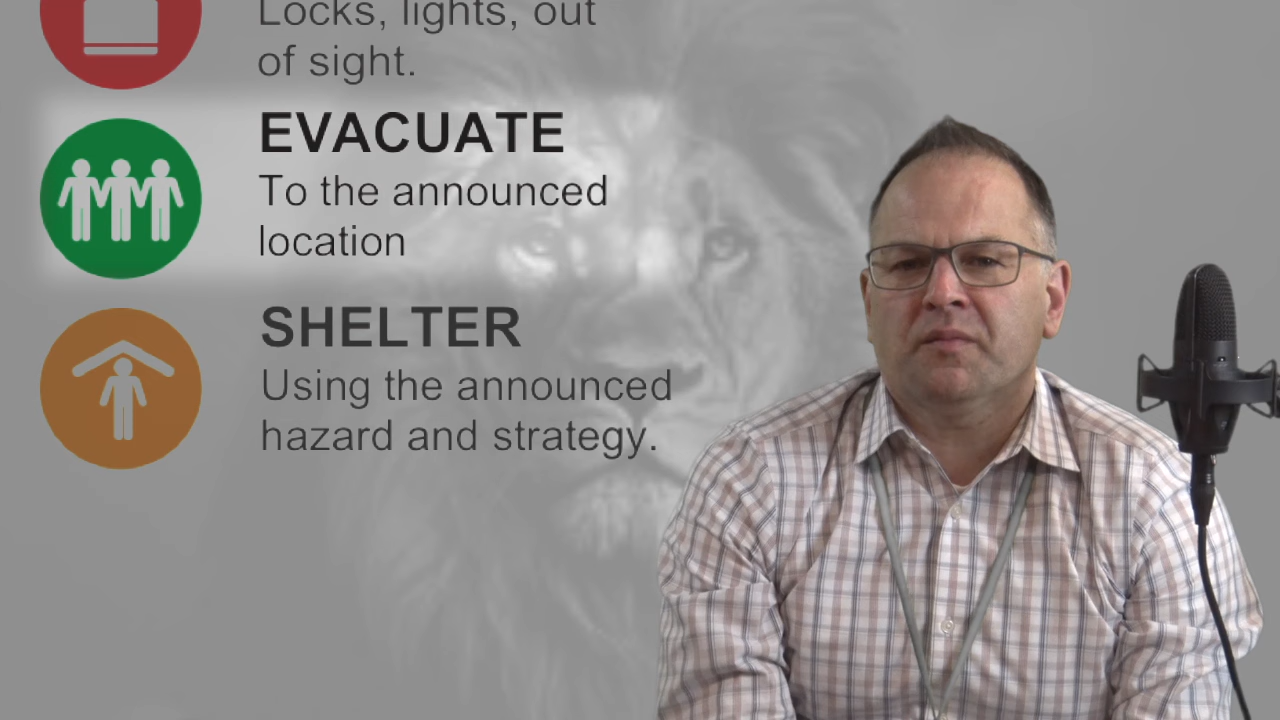 Locks, lights, out
of sight.
EVACUATE
To the announced
location
SHELTER
Using the announced
hazard and strategy.